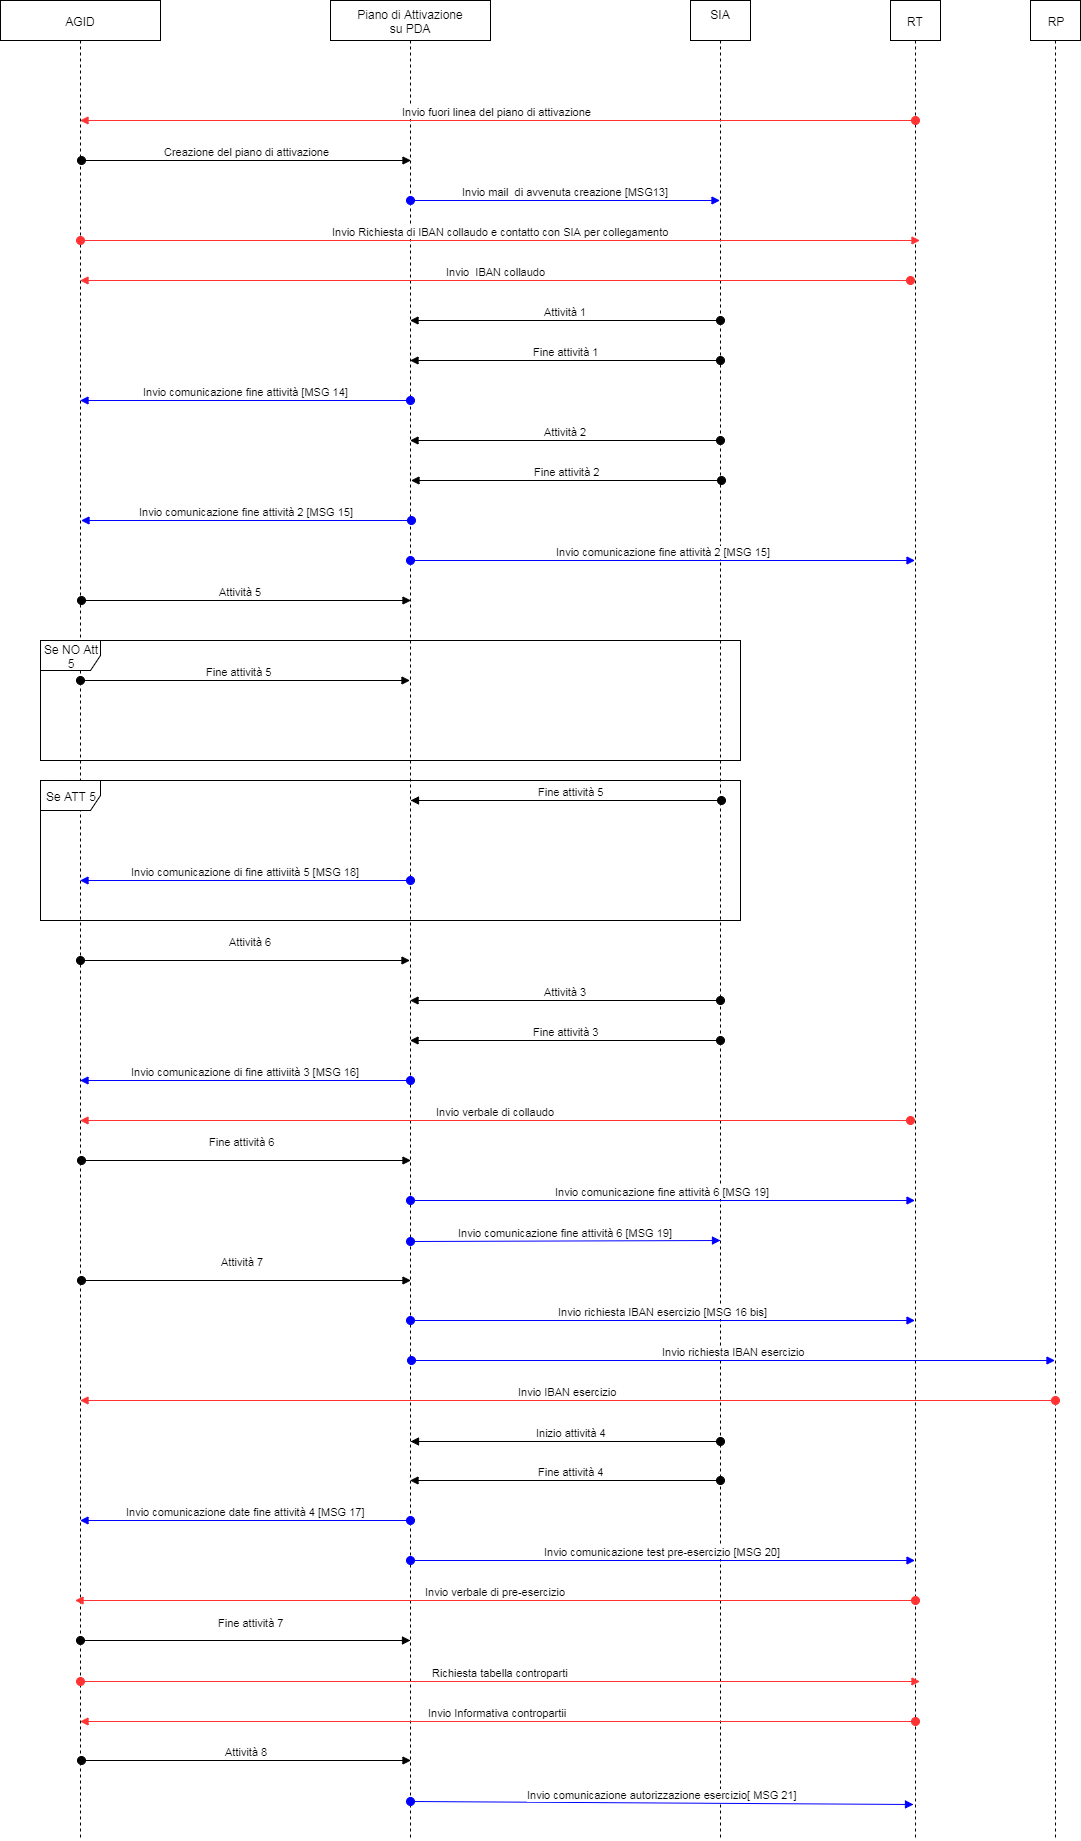 AGID
Piano di Attivazione
su PDA
SIA
RT
RP
Invio fuori linea del piano di attivazione
Creazione del piano di attivazione
Invio mail  di avvenuta creazione [MSG13]
Invio Richiesta di IBAN collaudo e contatto con SIA per collegamento
Invio  IBAN collaudo
Attività 1
Fine attività 1
Invio comunicazione fine attività [MSG 14]
Attività 2
Fine attività 2
Invio comunicazione fine attività 2 [MSG 15]
Invio comunicazione fine attività 2 [MSG 15]
Attività 5
Se NO Att
5
Fine attività 5
Se ATT 5
Fine attività 5
Invio comunicazione di fine attiviità 5 [MSG 18]
Attività 6
Attività 3
Fine attività 3
Invio comunicazione di fine attiviità 3 [MSG 16]
Invio verbale di collaudo
Fine attività 6
Invio comunicazione fine attività 6 [MSG 19]
Invio comunicazione fine attività 6 [MSG 19]
Attività 7
Invio richiesta IBAN esercizio [MSG 16 bis]
Invio richiesta IBAN esercizio
Invio IBAN esercizio
Inizio attività 4
Fine attività 4
Invio comunicazione date fine attività 4 [MSG 17]
Invio comunicazione test pre-esercizio [MSG 20]
Invio verbale di pre-esercizio
Fine attività 7
Richiesta tabella controparti
Invio Informativa contropartii
Attività 8
Invio comunicazione autorizzazione esercizio[ MSG 21]